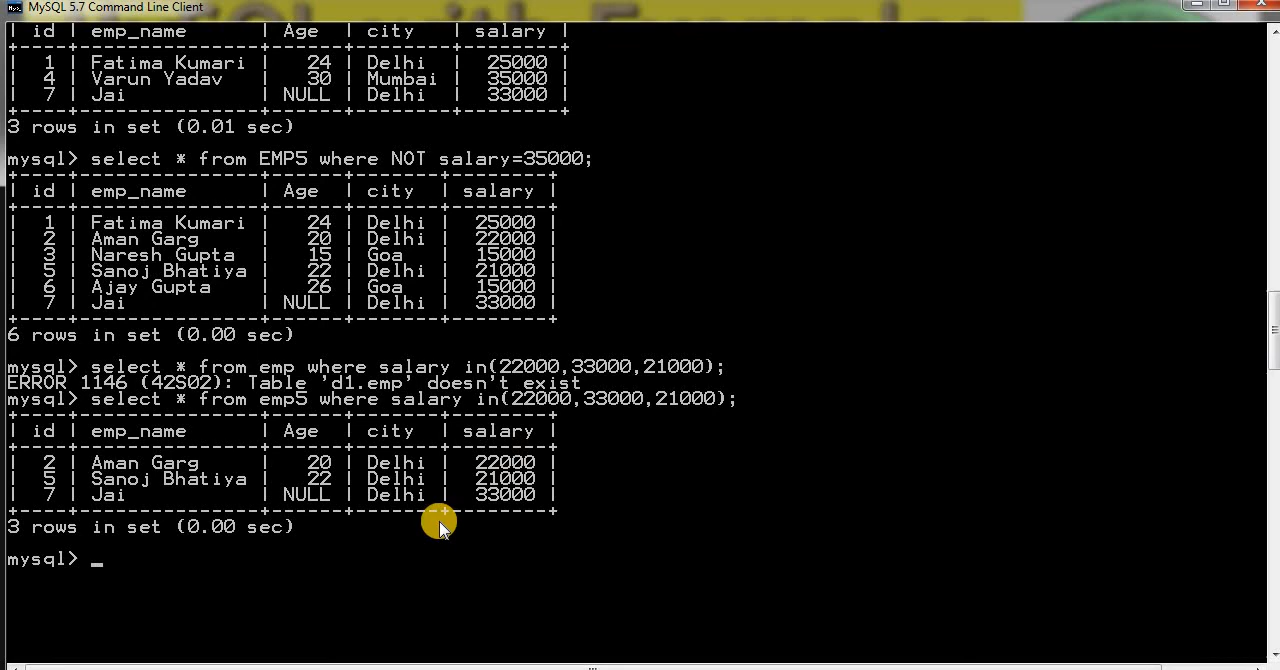 MySQL 5.7 Command Line Client
| id | emp_name | Age | city | salary |
+----+---------------+------+--------+--------+
| 1 | Fatima Kumari | 24 | Delhi | 25000 |
| 4 | Varun Yadav | 30 | Mumbai | 35000 |
| 7 | Jai | NULL | Delhi | 33000 |
+----+---------------+------+--------+--------+
3 rows in set (0.01 sec)
mysql> select * from EMP5 where NOT salary=35000;
+----+---------------+------+-------+--------+
| id | emp_name | Age | city | salary |
+----+---------------+------+-------+--------+
| 1 | Fatima Kumari | 24 | Delhi | 25000 |
| 2 | Aman Garg | 20 | Delhi | 22000 |
| 3 | Naresh Gupta | 15 | Goa | 15000 |
| 5 | Sanoj Bhatiya | 22 | Delhi | 21000 |
| 6 | Ajay Gupta | 26 | Goa | 15000 |
| 7 | Jai | NULL | Delhi | 33000 |
+----+---------------+------+-------+--------+
6 rows in set (0.00 sec)
mysql> select * from emp where salary in(22000,33000,21000);
ERROR 1146 (42S02): Table 'd1.emp' doesn't exist
mysql> select * from emp5 where salary in(22000,33000,21000);
+----+---------------+------+-------+--------+
| id | emp_name | Age | city | salary |
+----+---------------+------+-------+--------+
| 2 | Aman Garg | 20 | Delhi | 22000 |
| 5 | Sanoj Bhatiya | 22 | Delhi | 21000 |
| 7 | Jai | NULL | Delhi | 33000 |
+----+---------------+------+-------+--------+
3 rows in set (0.00 sec)
mysql> _